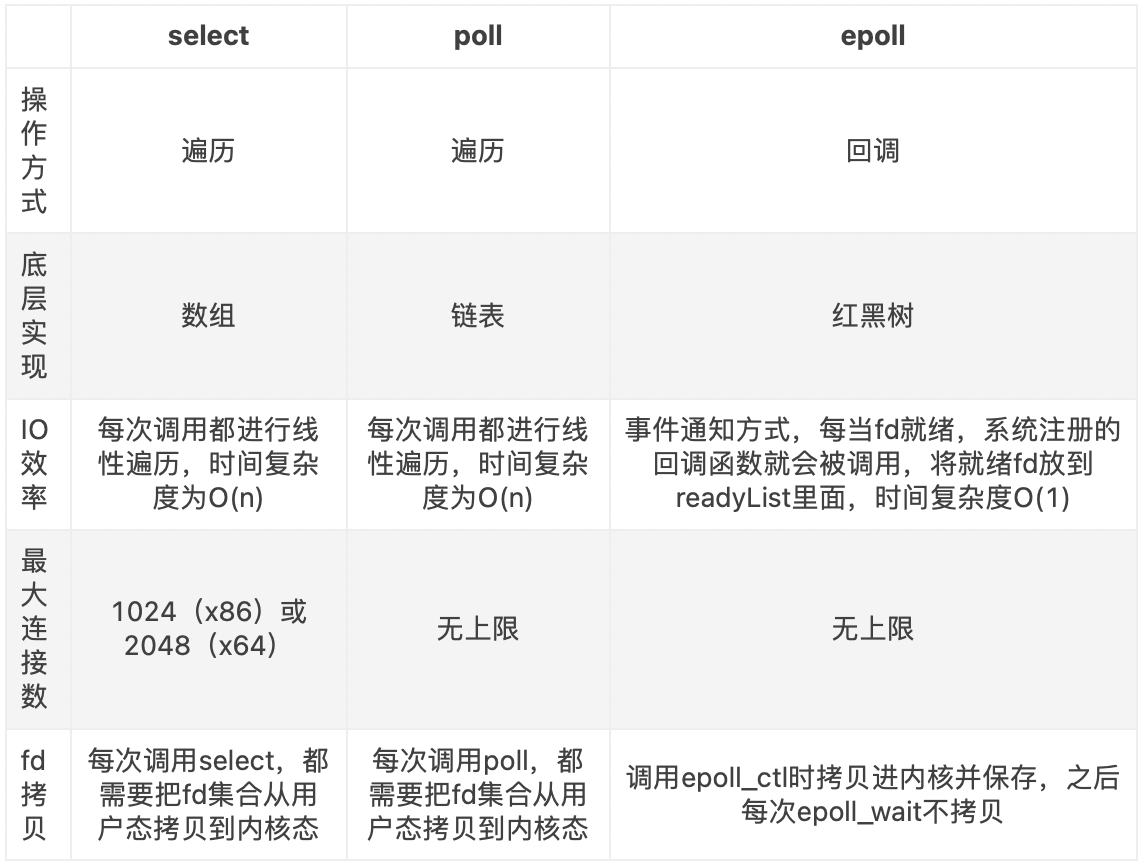 select
poll
epoll
操
作
方
式
遍历
遍历
回调
底
层
实
现
数组
链表
红黑树
IO
效
率
每次调用都进行线
性遍历，时间复杂
度为O(n)
每次调用都进行线
性遍历，时间复杂
度为O(n)
事件通知方式，每当fd就绪，系统注册的
回调函数就会被调用，将就绪fd放到
readyList里面，时间复杂度O(1)
最
大
连
接
数
1024（x86）或
2048（x64）
无上限
无上限
fd
拷
贝
每次调用select，都
需要把fd集合从用
户态拷贝到内核态
每次调用poll，都
需要把fd集合从用
户态拷贝到内核态
调用epoll_ctl时拷贝进内核并保存，之后
每次epoll_wait不拷贝